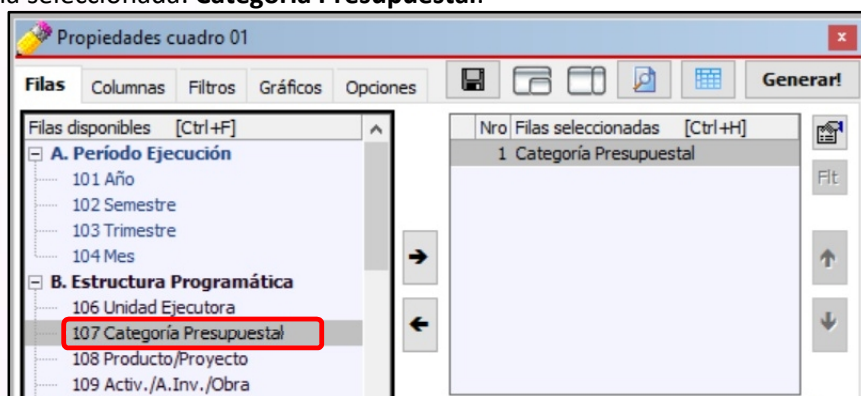 la seleccionada: Categoría Presupuestal.
Propiedades cuadro 01
x
Filas Columnas Filtros Gráficos Opciones Generar!
Filas disponibles [Ctrl+F]
A. Período Ejecución
101 Año
102 Semestre
103 Trimestre
104 Mes
B. Estructura Programática
106 Unidad Ejecutora
107 Categoría Presupuestal
108 Producto/Proyecto
109 Activ./A.Inv./Obra
Nro Filas seleccionadas [Ctrl+H]
1 Categoría Presupuestal
Flt